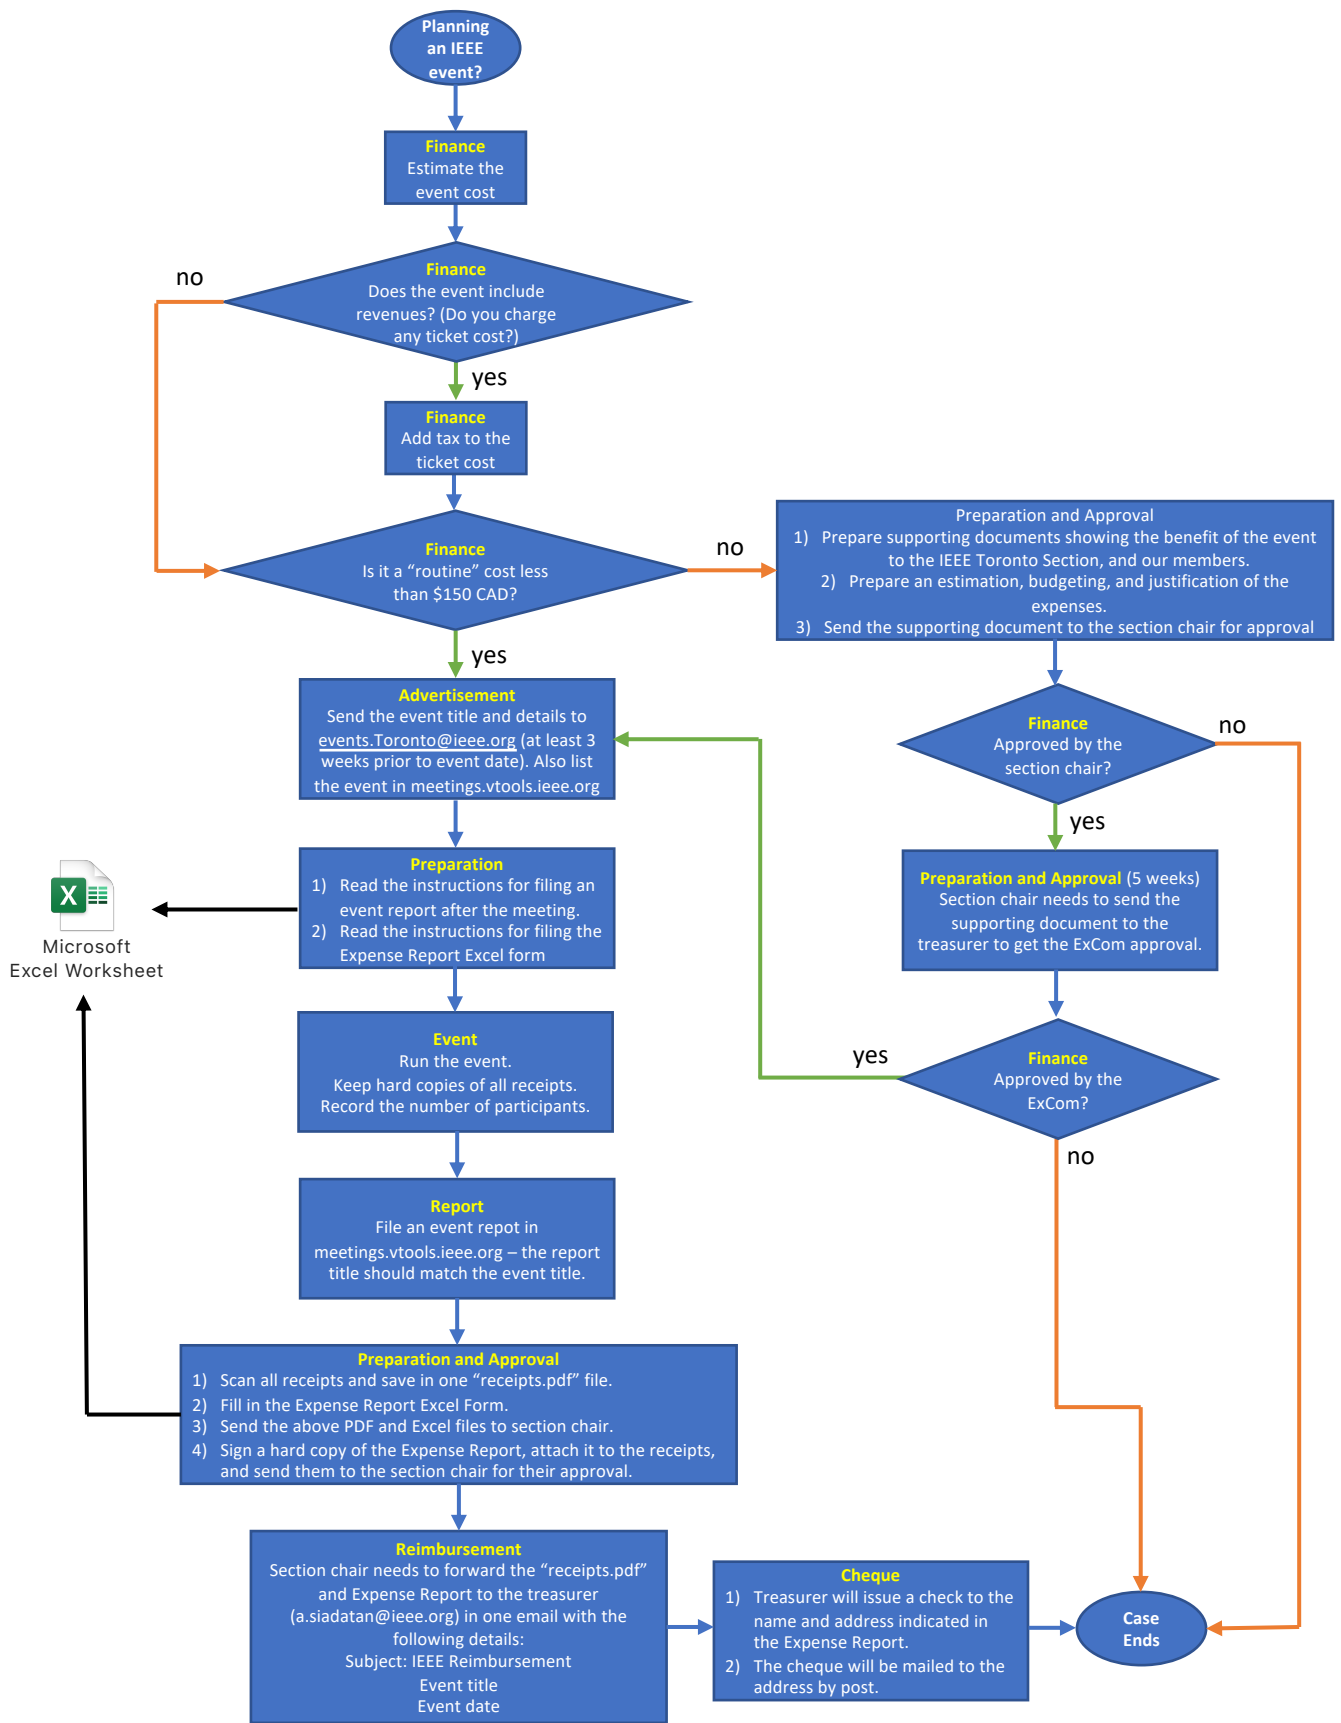 Planning
an IEEE
event?
Finance
Estimate the
event cost
no
Finance
Does the event include
revenues? (Do you charge
any ticket cost?)
yes
Finance
Add tax to the
ticket cost
Finance
Is it a “routine” cost less
than $150 CAD?
no
Preparation and Approval
1) Prepare supporting documents showing the benefit of the event
to the IEEE Toronto Section, and our members.
2) Prepare an estimation, budgeting, and justification of the
expenses.
3) Send the supporting document to the section chair for approval
yes
Advertisement
Send the event title and details to
events.Toronto@ieee.org (at least 3
weeks prior to event date). Also list
the event in meetings.vtools.ieee.org
Finance
Approved by the
section chair?
no
yes
Preparation and Approval (5 weeks)
Section chair needs to send the
supporting document to the
treasurer to get the ExCom approval.
Preparation
1) Read the instructions for filing an
event report after the meeting.
2) Read the instructions for filing the
Expense Report Excel form
X
Microsoft
Excel Worksheet
Event
Run the event.
Keep hard copies of all receipts.
Record the number of participants.
yes
Finance
Approved by the
ExCom?
no
Report
File an event repot in
meetings.vtools.ieee.org – the report
title should match the event title.
Preparation and Approval
1) Scan all receipts and save in one “receipts.pdf” file.
2) Fill in the Expense Report Excel Form.
3) Send the above PDF and Excel files to section chair.
4) Sign a hard copy of the Expense Report, attach it to the receipts,
and send them to the section chair for their approval.
Reimbursement
Section chair needs to forward the “receipts.pdf”
and Expense Report to the treasurer
(a.siadatan@ieee.org) in one email with the
following details:
Subject: IEEE Reimbursement
Event title
Event date
Cheque
1) Treasurer will issue a check to the
name and address indicated in
the Expense Report.
2) The cheque will be mailed to the
address by post.
Case
Ends